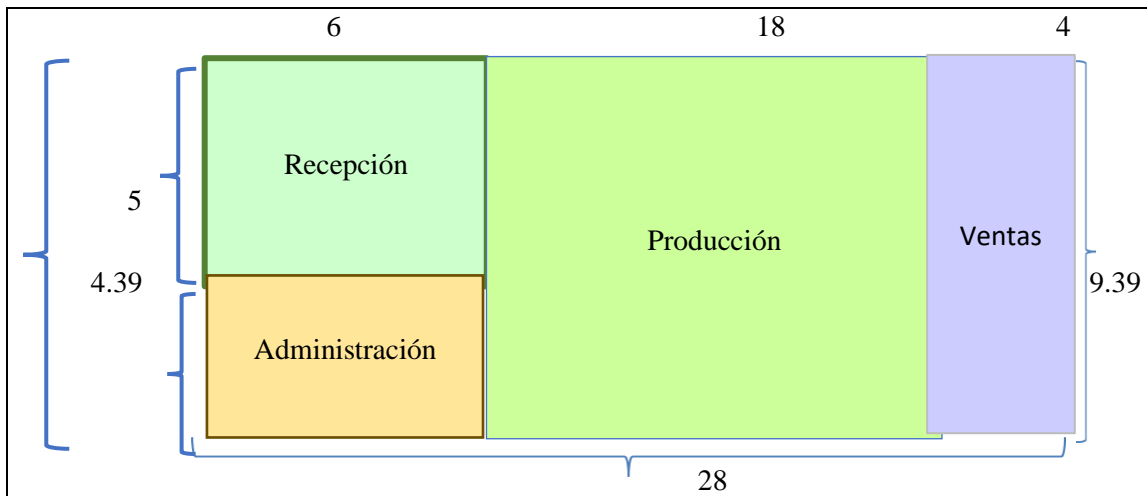 6 18 4
Recepción
5
Producción
Ventas
4.39
9.39
Administración
28